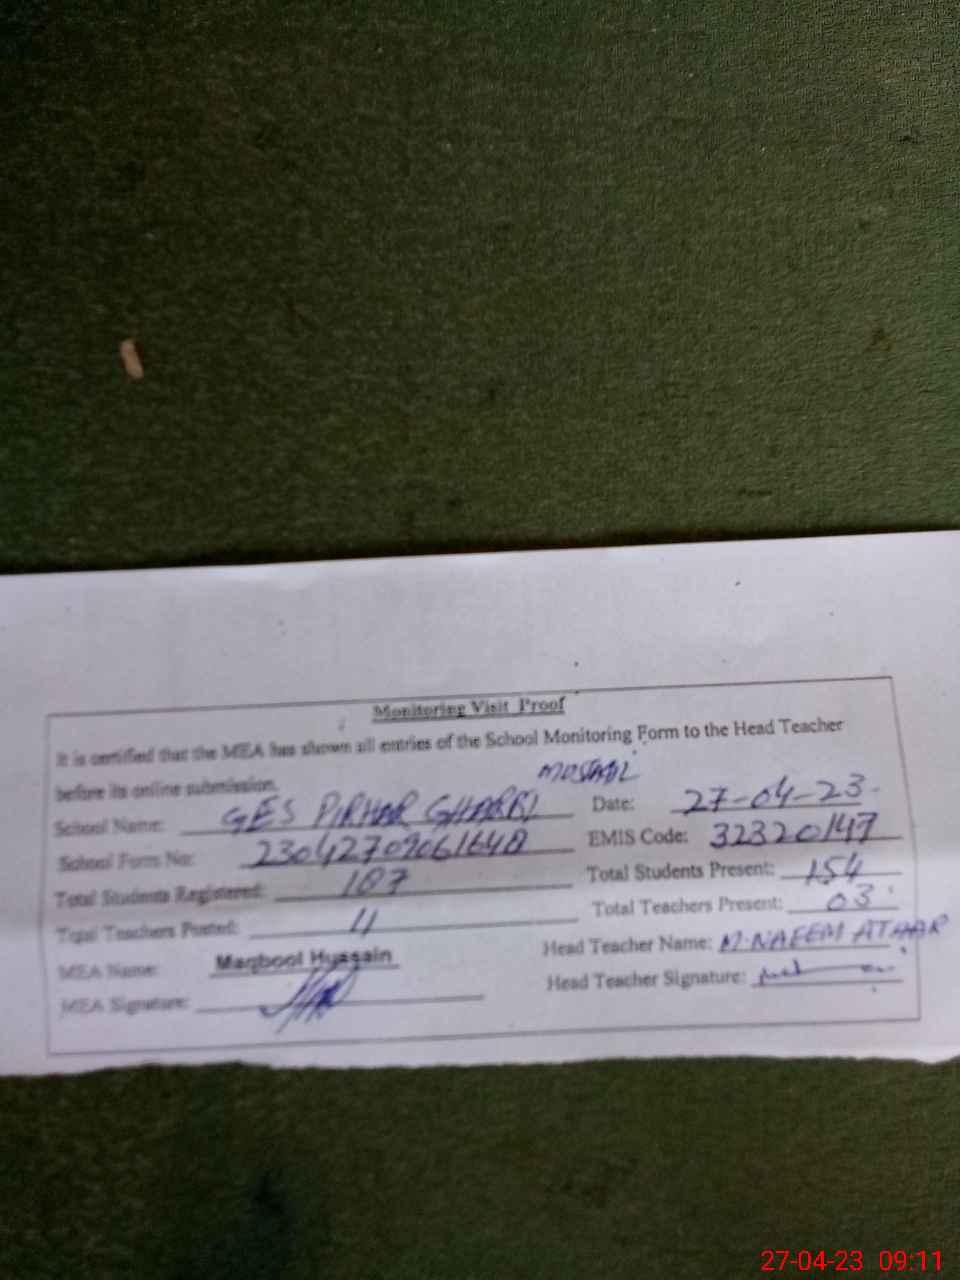 Monitoring Visit Proof
It is certified that the MEA has shown all entries of the School Monitoring Form to the Head Teacher
before its online submission.
School Name: GES PIRHAR GHARBI Date: 27-04-23
School Form No: EMIS Code: 32320147
Total Students Registered: 187 Total Students Present: 154
Total Teachers Posted: Total Teachers Present: 03
MEA Name: Maqbool Hussain Head Teacher Name: M.NAEEM ATHAR
MEA Signature: Head Teacher Signature:
27-04-23 09:11